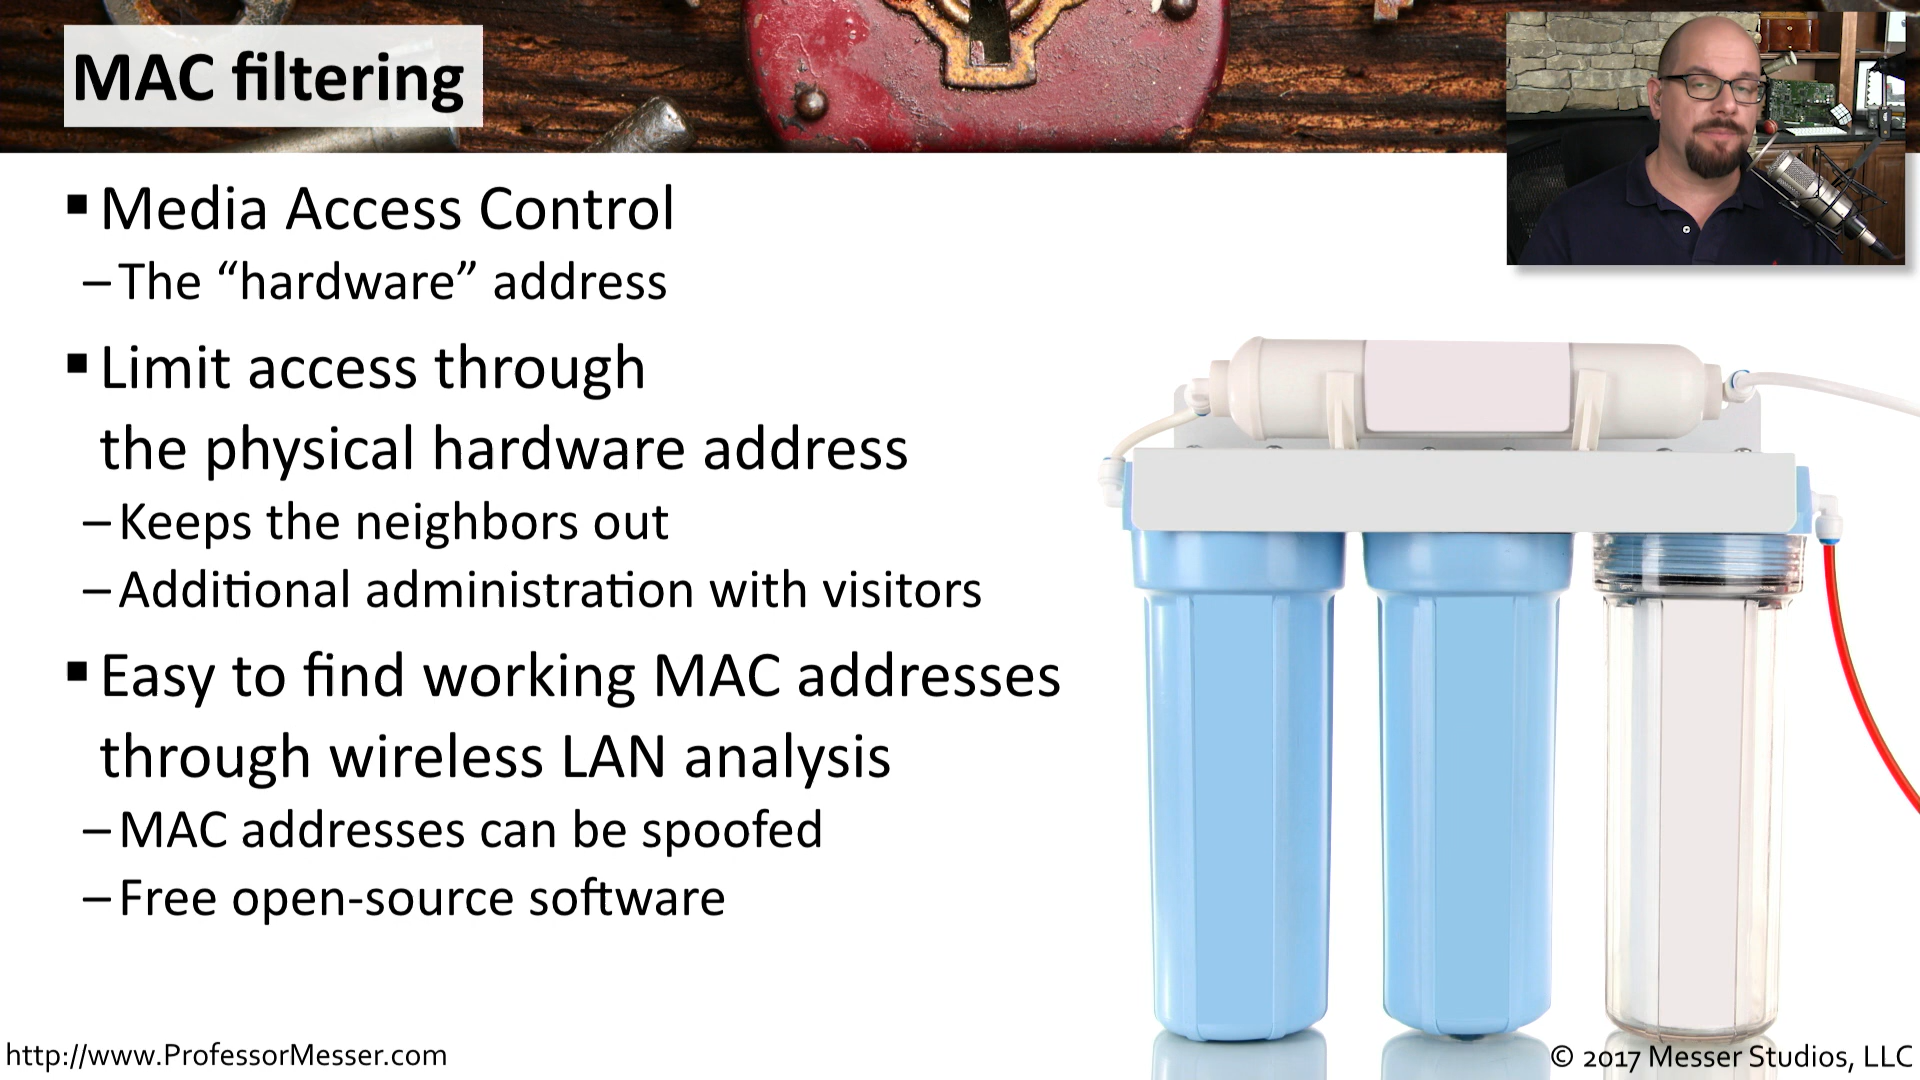 MAC filtering
▪ Media Access Control
– The “hardware” address
▪ Limit access through
the physical hardware address
– Keeps the neighbors out
– Additional administration with visitors
▪ Easy to find working MAC addresses
through wireless LAN analysis
– MAC addresses can be spoofed
– Free open-source software
http://www.ProfessorMesser.com
© 2017 Messer Studios, LLC